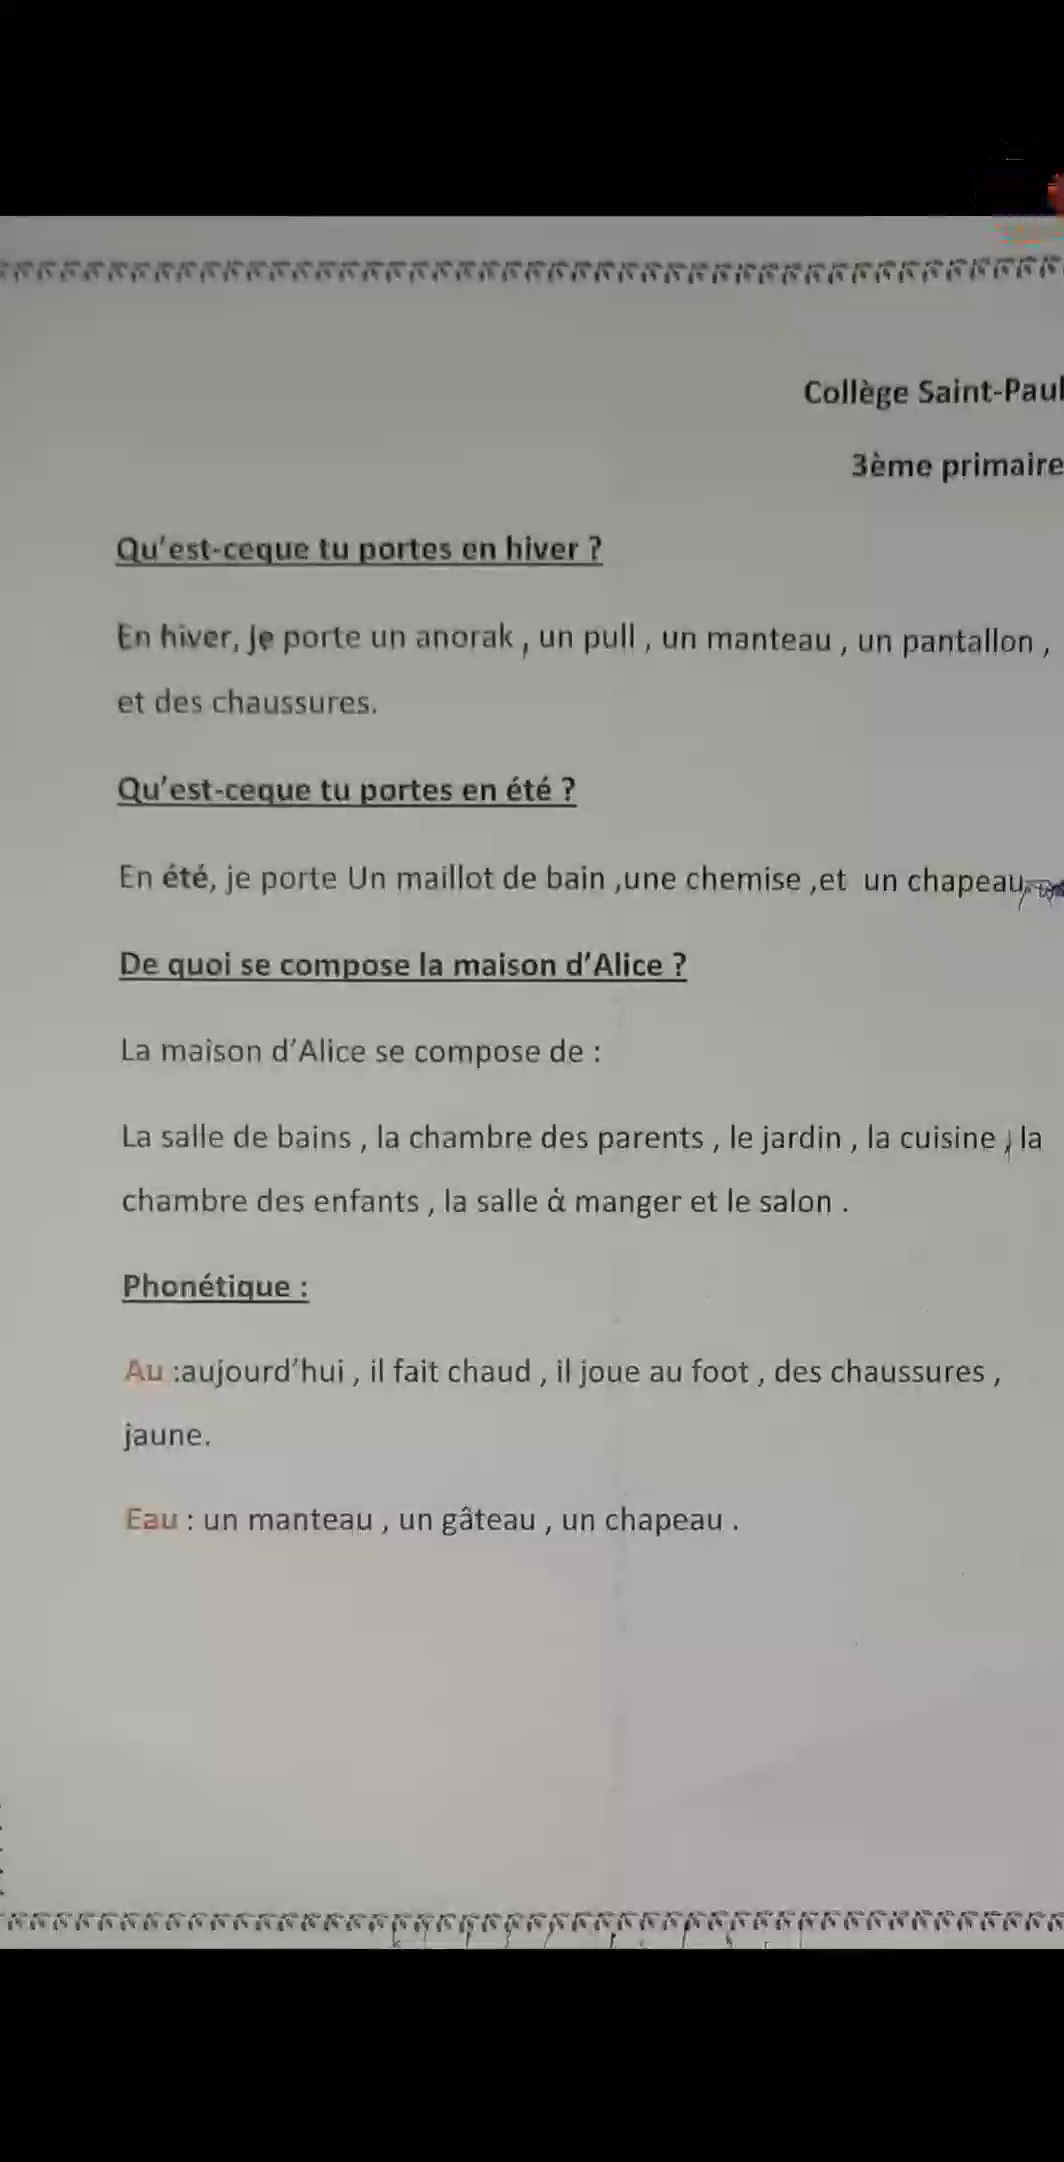 Collège Saint-Paul
3ème primaire
Qu'est-ceque tu portes en hiver ?
En hiver, Je porte un anorak , un pull , un manteau , un pantallon ,
et des chaussures.
Qu'est-ceque tu portes en été ?
En été, je porte Un maillot de bain ,une chemise ,et un chapeau
De quoi se compose la maison d'Alice ?
La maison d'Alice se compose de :
La salle de bains , la chambre des parents , le jardin , la cuisine , la
chambre des enfants , la salle à manger et le salon .
Phonétique :
Au :aujourd'hui , il fait chaud , il joue au foot , des chaussures ,
jaune.
Eau : un manteau , un gâteau , un chapeau .